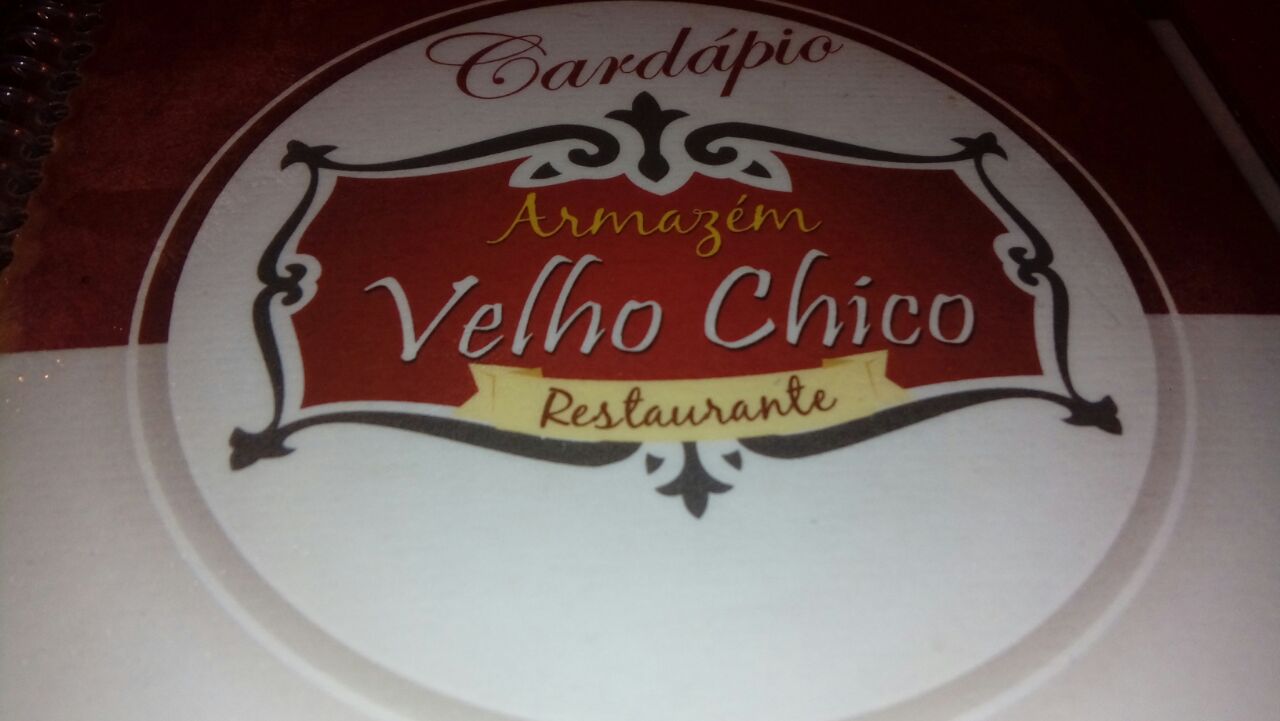 Cardápio
Armazém
Velho Chico
Restaurante